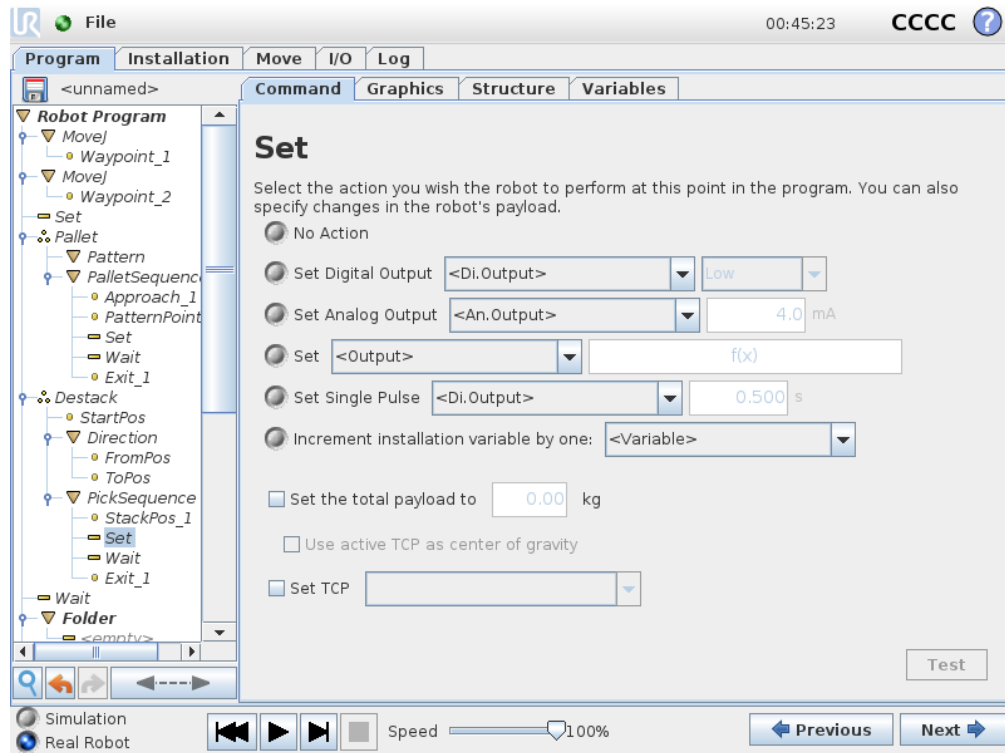 UR File 00:45:23 CCCC ?
Program Installation Move I/O Log
<unnamed> Command Graphics Structure Variables
Robot Program
MoveJ
Waypoint_1
MoveJ
Waypoint_2
Set
Pallet
Pattern
PalletSequenc
Approach_1
PatternPoint
Set
Wait
Exit_1
Destack
StartPos
Direction
FromPos
ToPos
PickSequence
StackPos_1
Set
Wait
Exit_1
Wait
Folder
<empty>
Set
Select the action you wish the robot to perform at this point in the program. You can also
specify changes in the robot's payload.
No Action
Set Digital Output <Di.Output> Low
Set Analog Output <An.Output> 4.0 mA
Set <Output> f(x)
Set Single Pulse <Di.Output> 0.500 s
Increment installation variable by one: <Variable>
Set the total payload to 0.00 kg
Use active TCP as center of gravity
Set TCP
Test
Simulation
Real Robot
Speed 100%
Previous Next